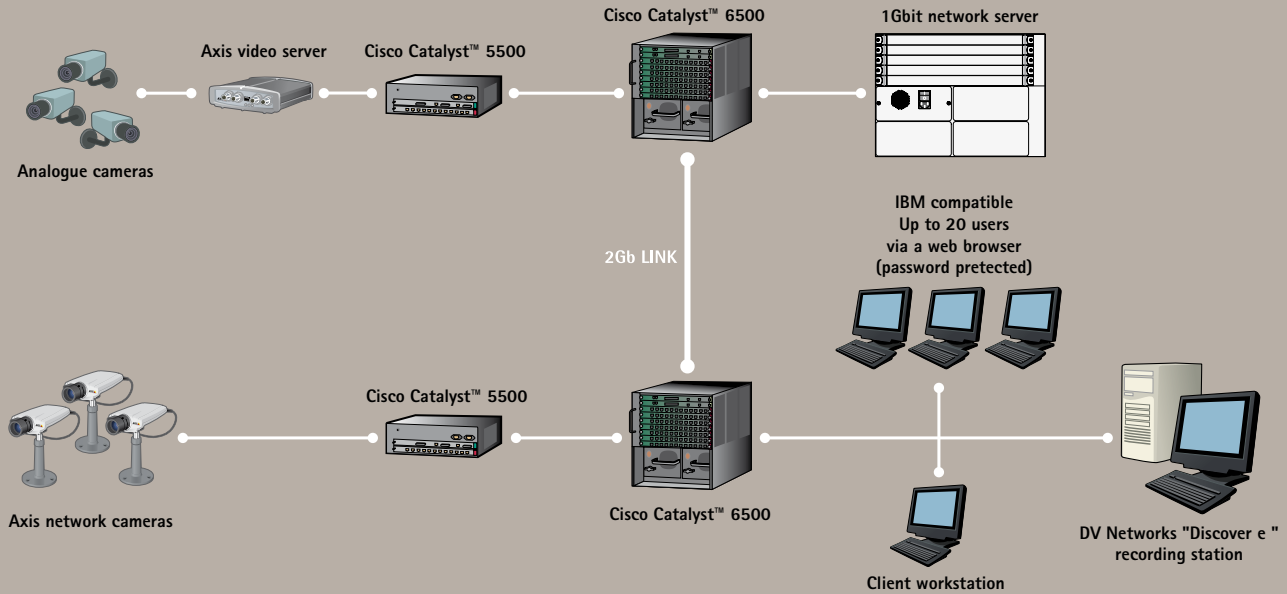 Cisco Catalyst™ 6500
1Gbit network server
Axis video server
Cisco Catalyst™ 5500
Analogue cameras
IBM compatible
Up to 20 users
via a web browser
(password pretected)
2Gb LINK
Cisco Catalyst™ 5500
Axis network cameras
Cisco Catalyst™ 6500
DV Networks "Discover e "
recording station
Client workstation